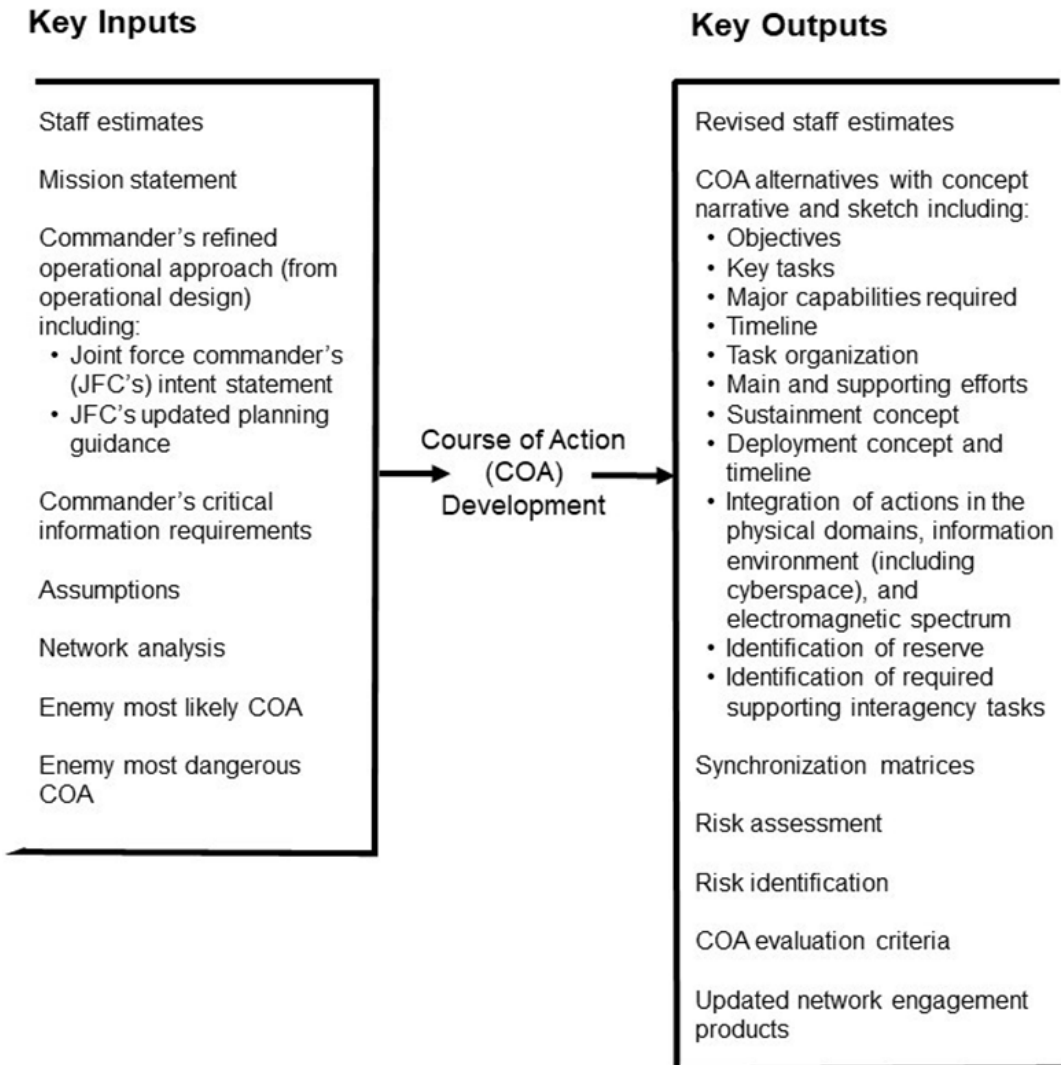 Key Inputs
Staff estimates
Mission statement
Commander's refined
operational approach (from
operational design)
including:
• Joint force commander's
(JFC's) intent statement
• JFC's updated planning
guidance
Commander's critical
information requirements
Assumptions
Network analysis
Enemy most likely COA
Enemy most dangerous
COA
Course of Action
(COA)
Development
Key Outputs
Revised staff estimates
COA alternatives with concept
narrative and sketch including:
• Objectives
• Key tasks
• Major capabilities required
• Timeline
• Task organization
• Main and supporting efforts
• Sustainment concept
• Deployment concept and
timeline
• Integration of actions in the
physical domains, information
environment (including
cyberspace), and
electromagnetic spectrum
• Identification of reserve
• Identification of required
supporting interagency tasks
Synchronization matrices
Risk assessment
Risk identification
COA evaluation criteria
Updated network engagement
products